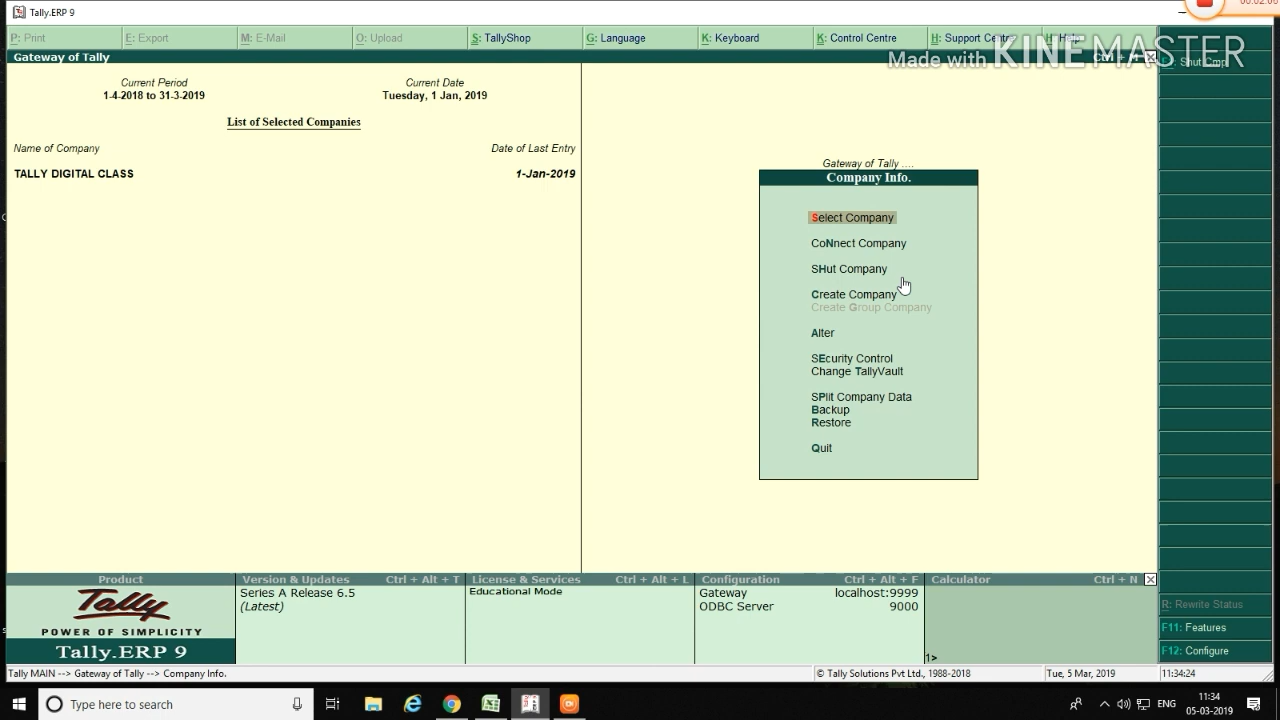 Tally.ERP 9
00:02:06
P: Print
E: Export
M: E-Mail
O: Upload
S: TallyShop
G: Language
K: Keyboard
K: Control Centre
H: Support Centre
H: Help
Made with KINEMASTER
Gateway of Tally
Ctrl + M
Shut Cmp
Current Period
Current Date
1-4-2018 to 31-3-2019
Tuesday, 1 Jan, 2019
List of Selected Companies
Name of Company
Date of Last Entry
TALLY DIGITAL CLASS
1-Jan-2019
Gateway of Tally ....
Company Info.
Select Company
CoNnect Company
SHut Company
Create Company
Create Group Company
Alter
SEcurity Control
Change TallyVault
SPlit Company Data
Backup
Restore
Quit
Product
Tally
POWER OF SIMPLICITY
Tally.ERP 9
Version & Updates Ctrl + Alt + T
Series A Release 6.5
(Latest)
License & Services Ctrl + Alt + L
Educational Mode
Configuration Ctrl + Alt + F
Gateway localhost:9999
ODBC Server 9000
Calculator Ctrl + N
1>
R: Rewrite Status
F11: Features
F12: Configure
Tally MAIN --> Gateway of Tally --> Company Info.
© Tally Solutions Pvt Ltd., 1988-2018
Tue, 5 Mar, 2019
11:34:24
Type here to search
ENG
11:34
05-03-2019